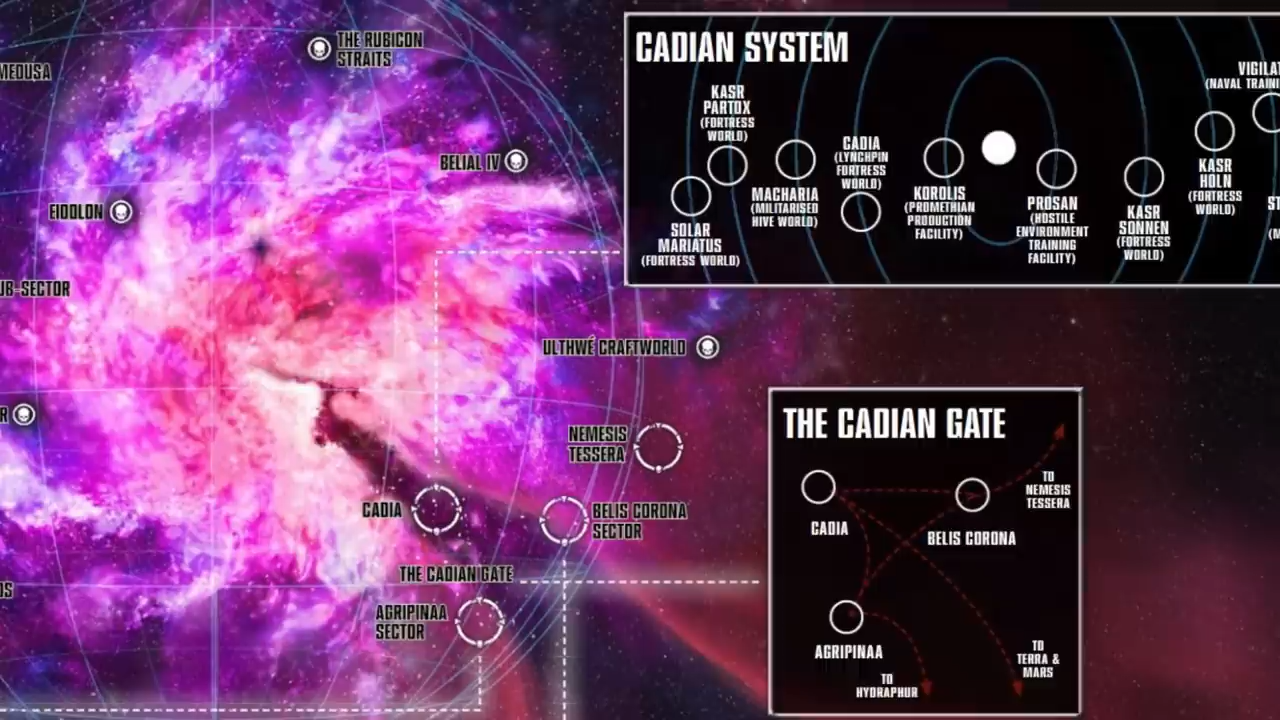 THE RUBICON
STRAITS
MEDUSA
BELIAL IV
EIDOLON
UB-SECTOR
ULTHWÉ CRAFTWORLD
R
NEMESIS
TESSERA
CADIA
BELIS CORONA
SECTOR
THE CADIAN GATE
AGRIPINAA
SECTOR
DS
CADIAN SYSTEM
KASR
PARTOX
(FORTRESS
WORLD)
SOLAR
MARIATUS
(FORTRESS WORLD)
MACHARIA
(MILITARISED
HIVE WORLD)
CADIA
(LYNCHPIN
FORTRESS
WORLD)
KOROLIS
(PROMETHIAN
PRODUCTION
FACILITY)
PROSAN
(HOSTILE
ENVIRONMENT
TRAINING
FACILITY)
KASR
SONNEN
(FORTRESS
WORLD)
KASR
HOLN
(FORTRESS
WORLD)
VIGILAT
(NAVAL TRAINI
ST
(M
THE CADIAN GATE
CADIA
BELIS CORONA
TO
NEMESIS
TESSERA
AGRIPINAA
TO
HYDRAPHUR
TO
TERRA &
MARS